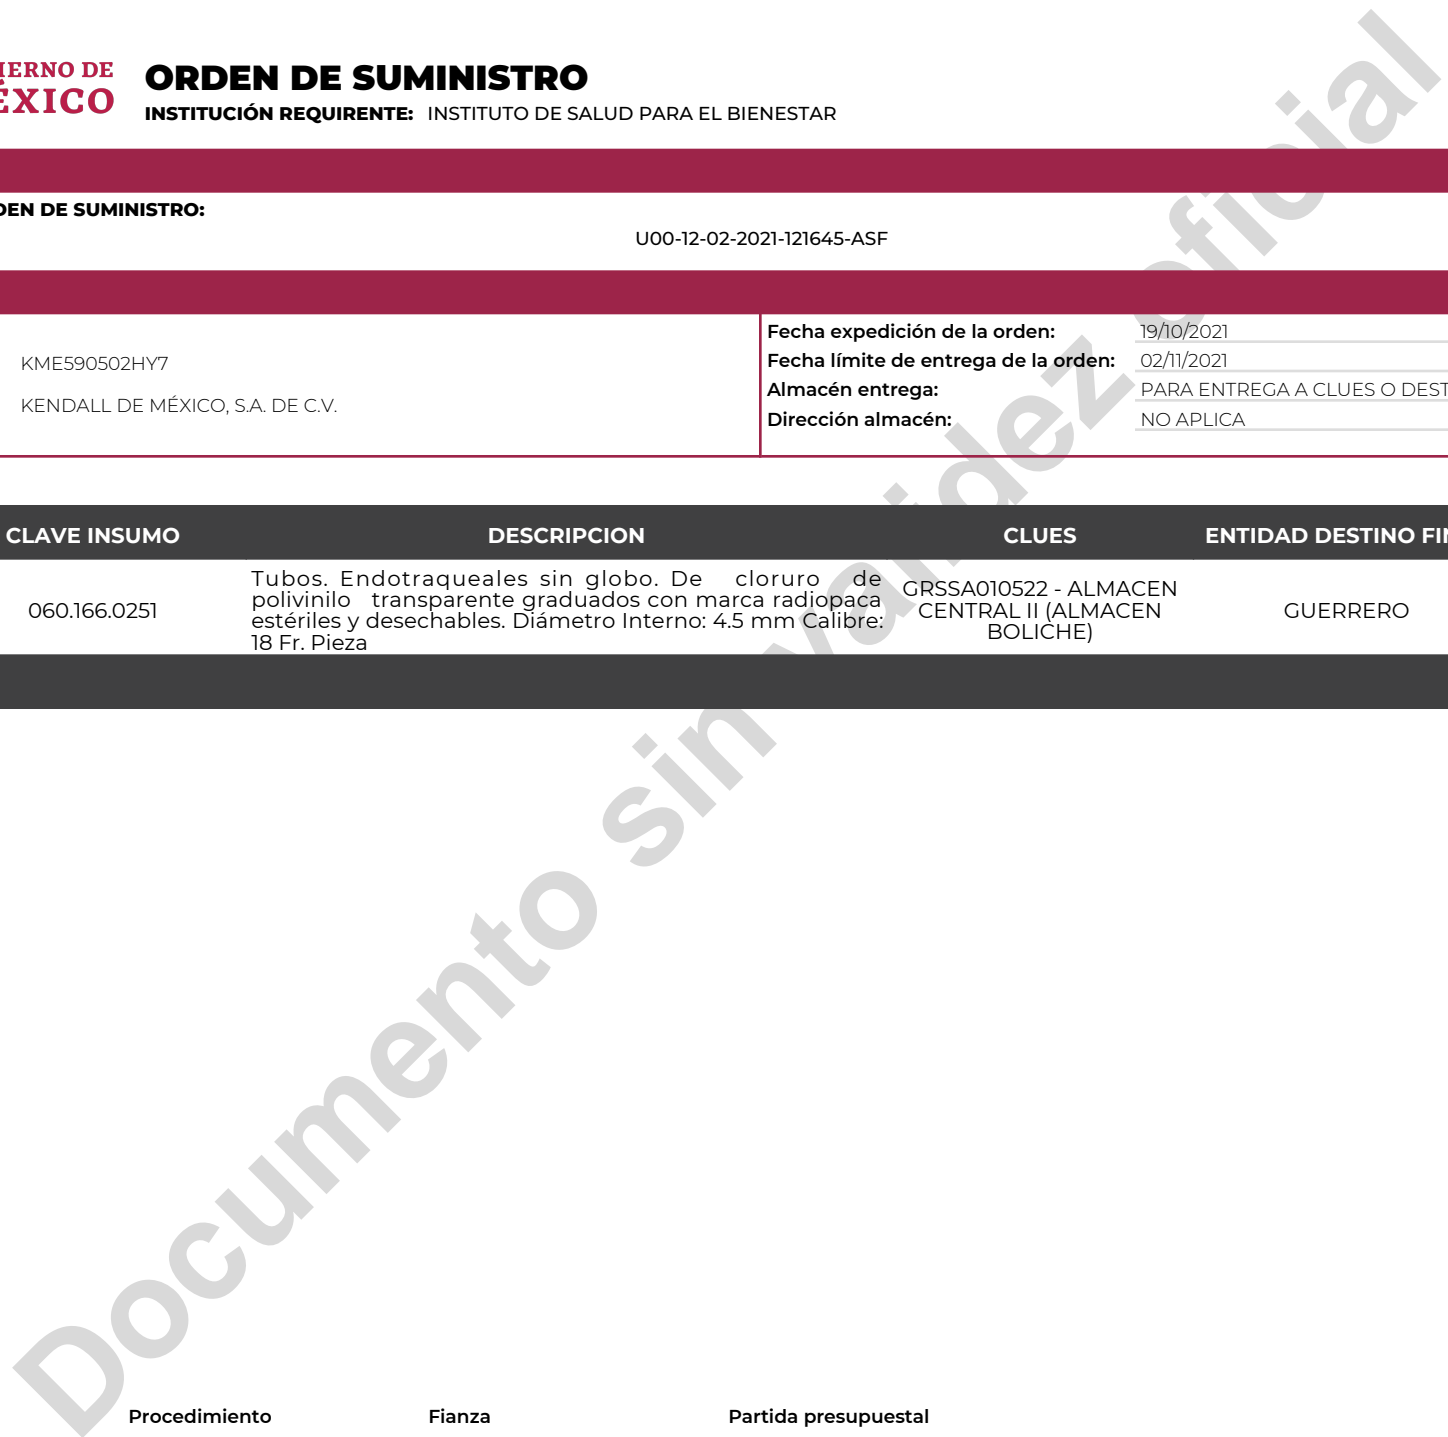 IERNO DE
ÉXICO
ORDEN DE SUMINISTRO
INSTITUCIÓN REQUIRENTE: INSTITUTO DE SALUD PARA EL BIENESTAR
DEN DE SUMINISTRO:
U00-12-02-2021-121645-ASF
KME590502HY7
KENDALL DE MÉXICO, S.A. DE C.V.
Fecha expedición de la orden: 19/10/2021
Fecha límite de entrega de la orden: 02/11/2021
Almacén entrega: PARA ENTREGA A CLUES O DEST
Dirección almacén: NO APLICA
CLAVE INSUMO DESCRIPCION CLUES ENTIDAD DESTINO FIN
060.166.0251
Tubos. Endotraqueales sin globo. De cloruro de
polivinilo transparente graduados con marca radiopaca
estériles y desechables. Diámetro Interno: 4.5 mm Calibre:
18 Fr. Pieza
GRSSA010522 - ALMACEN
CENTRAL II (ALMACEN
BOLICHE)
GUERRERO
Documento sin validez oficial
Procedimiento Fianza Partida presupuestal